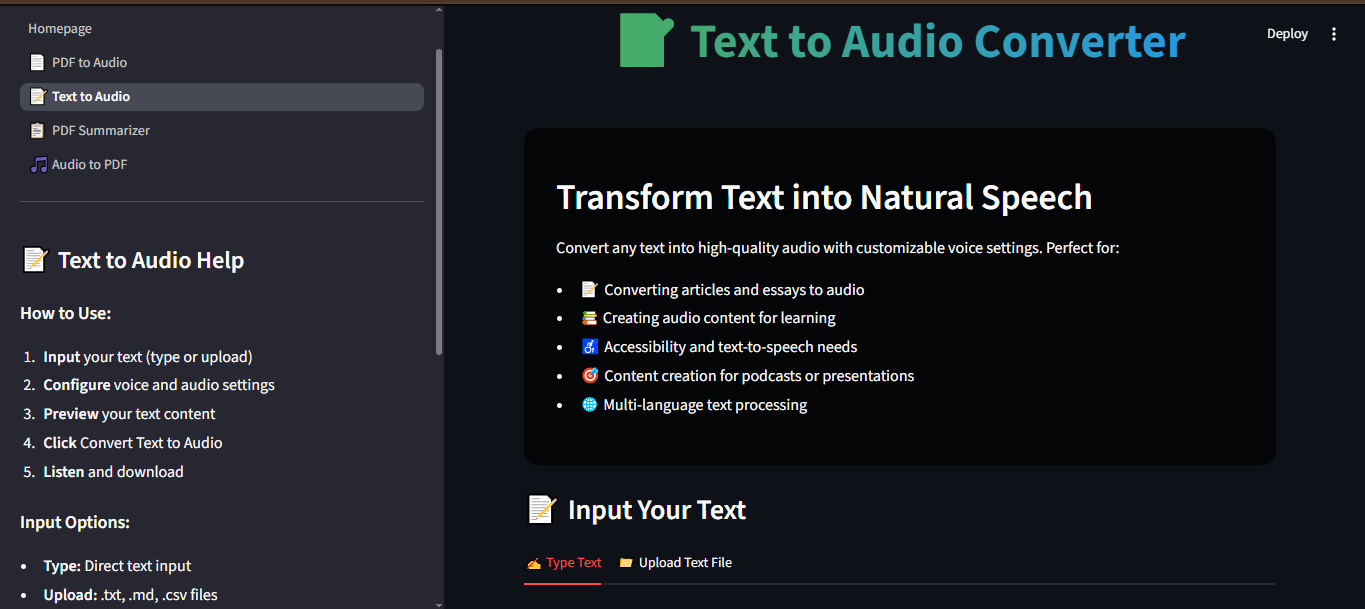 Homepage
📄 PDF to Audio
📝 Text to Audio
📋 PDF Summarizer
🎵 Audio to PDF
📝 Text to Audio Help
How to Use:
1. Input your text (type or upload)
2. Configure voice and audio settings
3. Preview your text content
4. Click Convert Text to Audio
5. Listen and download
Input Options:
• Type: Direct text input
• Upload: .txt, .md, .csv files
Text to Audio Converter
Deploy
Transform Text into Natural Speech
Convert any text into high-quality audio with customizable voice settings. Perfect for:
• 📝 Converting articles and essays to audio
• 📚 Creating audio content for learning
• ♿ Accessibility and text-to-speech needs
• 🎯 Content creation for podcasts or presentations
• 🌐 Multi-language text processing
📝 Input Your Text
✍️ Type Text
📁 Upload Text File